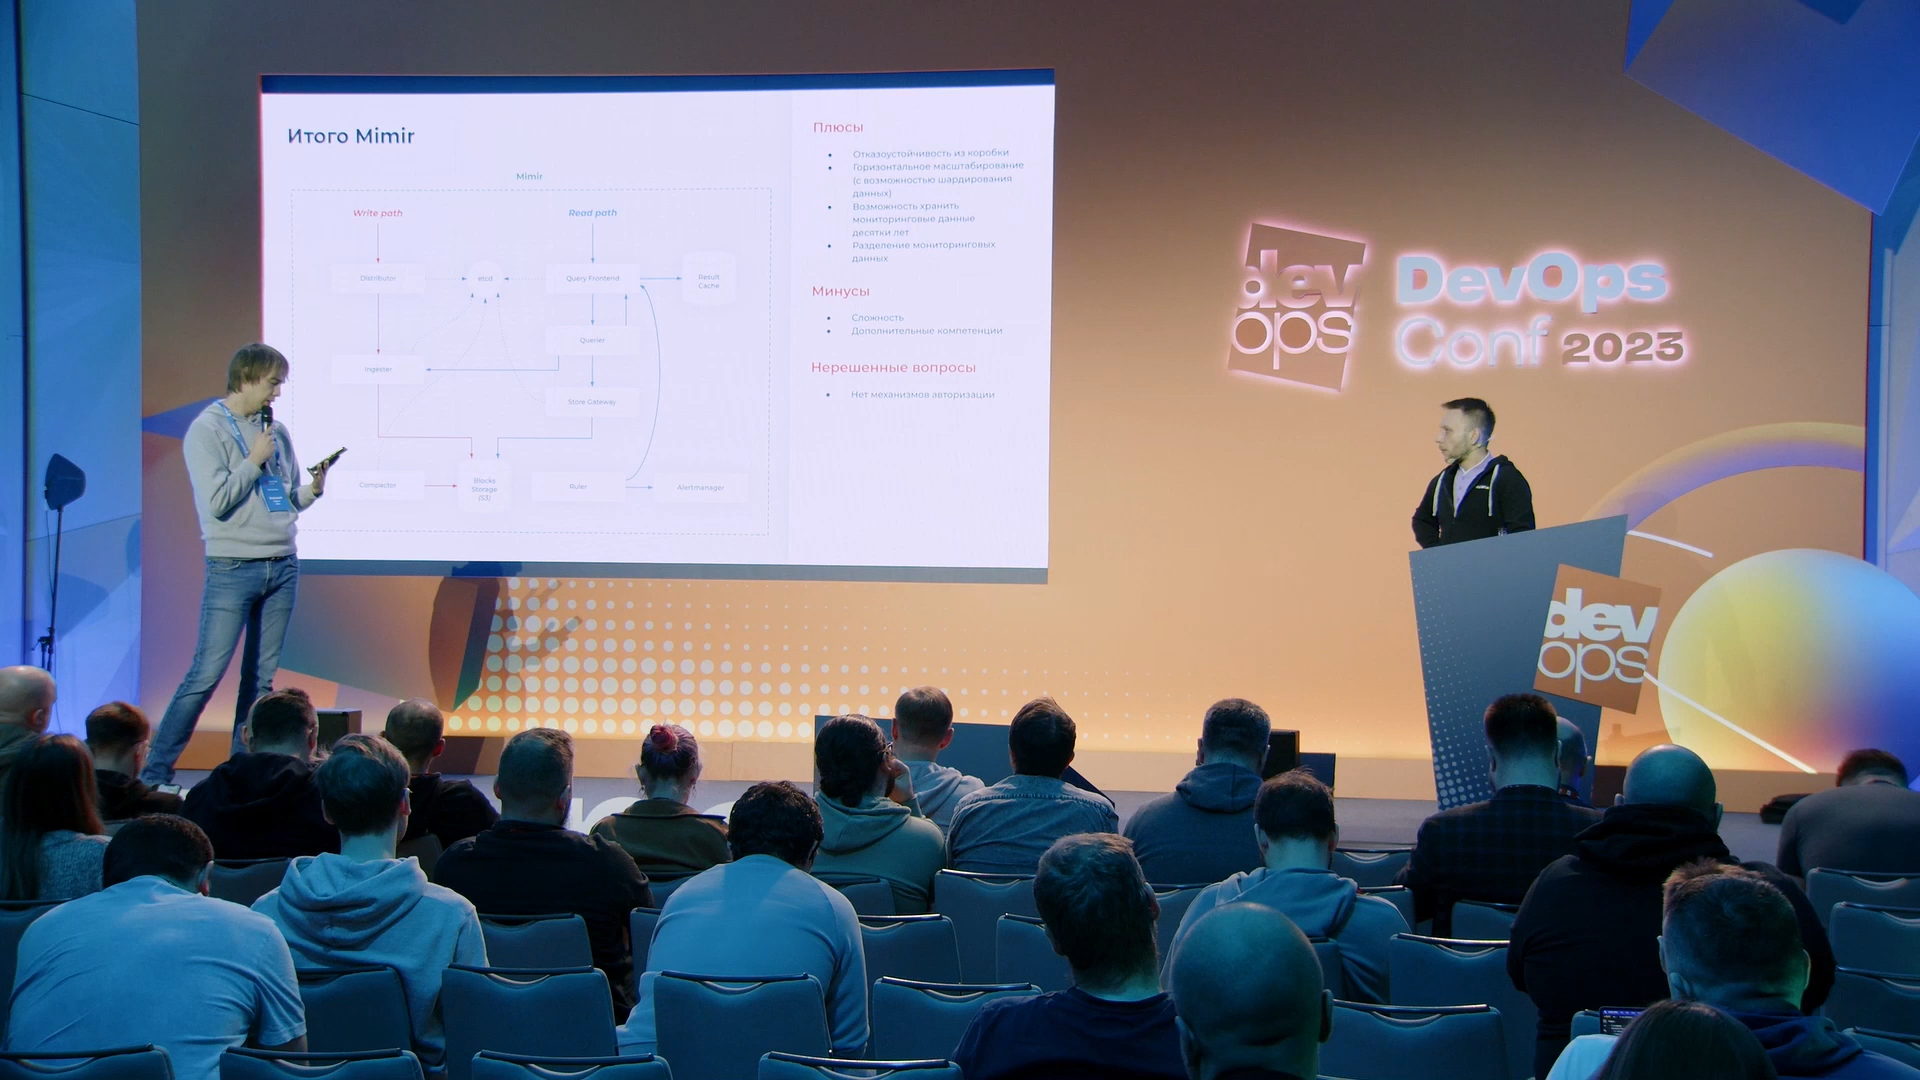 Итого Mimir
Mimir
Write path
Read path
Distributor
etcd
Query Frontend
Result
Cache
Querier
Ingester
Store Gateway
Compactor
Blocks
Storage
(S3)
Ruler
Alertmanager
Плюсы
Отказоустойчивость из коробки
Горизонтальное масштабирование
(с возможностью шардирования
данных)
Возможность хранить
мониторинговые данные
десятки лет
Разделение мониторинговых
данных
Минусы
Сложность
Дополнительные компетенции
Нерешенные вопросы
Нет механизмов авторизации
dev
ops
DevOps
Conf 2023
dev
ops